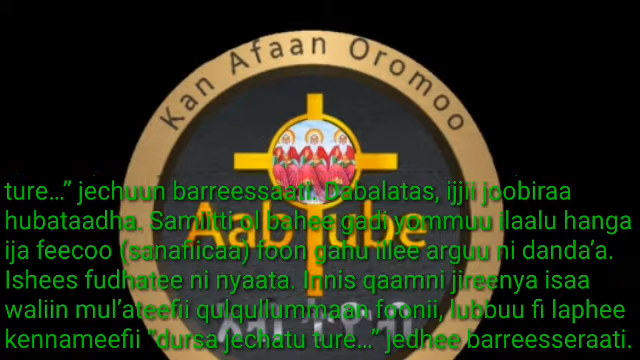 Kan Afaan Oromoo
ture…” jechuun barreessaati. Dabalatas, ijjii joobiraa
hubataadha. Samiitti ol bahee gadi yommuu ilaalu hanga
ija feecoo (sanafiicaa) foon gahu illee arguu ni danda’a.
Ishees fudhatee ni nyaata. Innis qaamni jireenya isaa
waliin mul’ateefii qulqullummaan foonii, lubbuu fi laphee
kennameefii “dursa jechatu ture…” jedhee barreesseraati.
Aab Tube